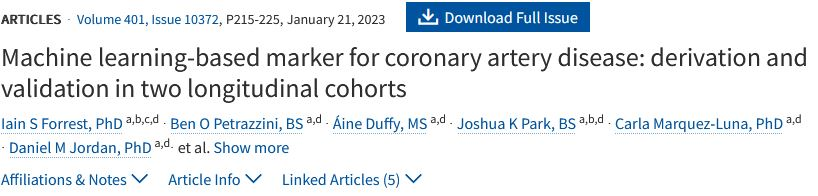 ARTICLES · Volume 401, Issue 10372, P215-225, January 21, 2023 Download Full Issue
Machine learning-based marker for coronary artery disease: derivation and
validation in two longitudinal cohorts
Iain S Forrest, PhD a,b,c,d · Ben O Petrazzini, BS a,d · Áine Duffy, MS a,d · Joshua K Park, BS a,b,d · Carla Marquez-Luna, PhD a,d
· Daniel M Jordan, PhD a,d. et al. Show more
Affiliations & Notes Article Info Linked Articles (5)